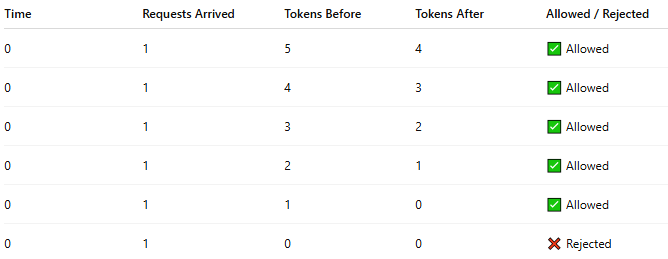 Time Requests Arrived Tokens Before Tokens After Allowed / Rejected
0 1 5 4 ✅ Allowed
0 1 4 3 ✅ Allowed
0 1 3 2 ✅ Allowed
0 1 2 1 ✅ Allowed
0 1 1 0 ✅ Allowed
0 1 0 0 ❌ Rejected